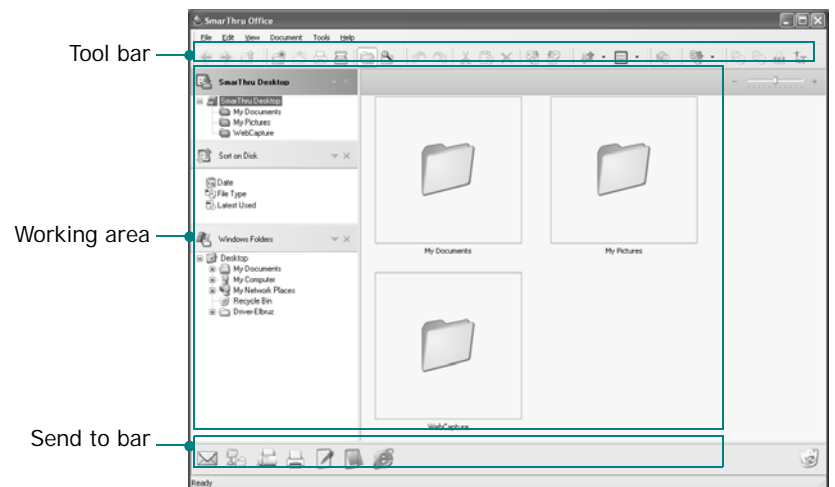 SmarThru Office
File Edit View Document Tools Help
Tool bar
SmarThru Desktop
SmarThru Desktop
My Documents
My Pictures
WebCapture
Sort on Disk
Date
File Type
Latest Used
Working area
Windows Folders
Desktop
My Documents
My Computer
My Network Places
Recycle Bin
Driver-Elbruz
My Documents
My Pictures
WebCapture
Send to bar
Ready